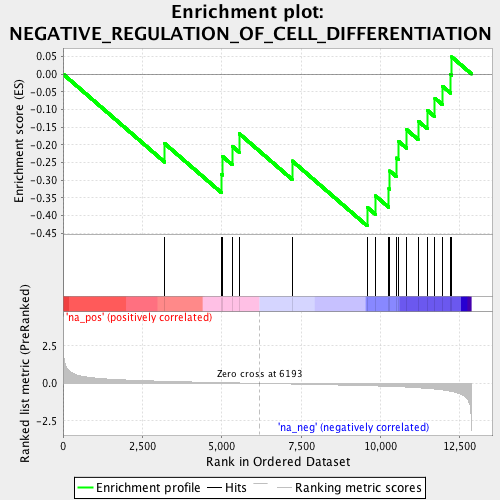 Enrichment plot:
NEGATIVE_REGULATION_OF_CELL_DIFFERENTIATION
Enrichment score (ES)
0.05
0.00
-0.05
-0.10
-0.15
-0.20
-0.25
-0.30
-0.35
-0.40
-0.45
'na_pos' (positively correlated)
Ranked list metric (PreRanked)
2.5
0.0
-2.5
Zero cross at 6193
'na_neg' (negatively correlated)
0
2,500
5,000
7,500
10,000
12,500
Rank in Ordered Dataset
Enrichment profile
Hits
Ranking metric scores